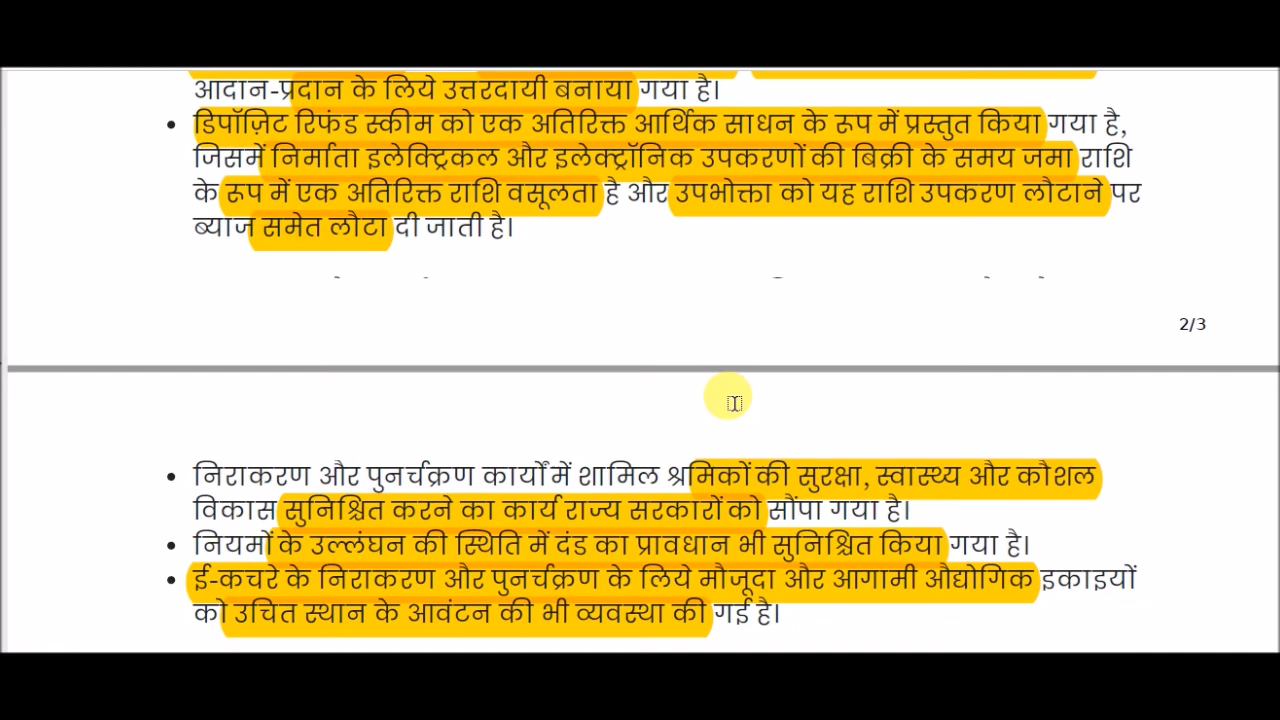 आदान-प्रदान के लिये उत्तरदायी बनाया गया है।
• डिपॉज़िट रिफंड स्कीम को एक अतिरिक्त आर्थिक साधन के रूप में प्रस्तुत किया गया है,
जिसमें निर्माता इलेक्ट्रिकल और इलेक्ट्रॉनिक उपकरणों की बिक्री के समय जमा राशि
के रूप में एक अतिरिक्त राशि वसूलता है और उपभोक्ता को यह राशि उपकरण लौटाने पर
ब्याज समेत लौटा दी जाती है।
2/3
• निराकरण और पुनर्चक्रण कार्यों में शामिल श्रमिकों की सुरक्षा, स्वास्थ्य और कौशल
विकास सुनिश्चित करने का कार्य राज्य सरकारों को सौंपा गया है।
• नियमों के उल्लंघन की स्थिति में दंड का प्रावधान भी सुनिश्चित किया गया है।
• ई-कचरे के निराकरण और पुनर्चक्रण के लिये मौजूदा और आगामी औद्योगिक इकाइयों
को उचित स्थान के आवंटन की भी व्यवस्था की गई है।